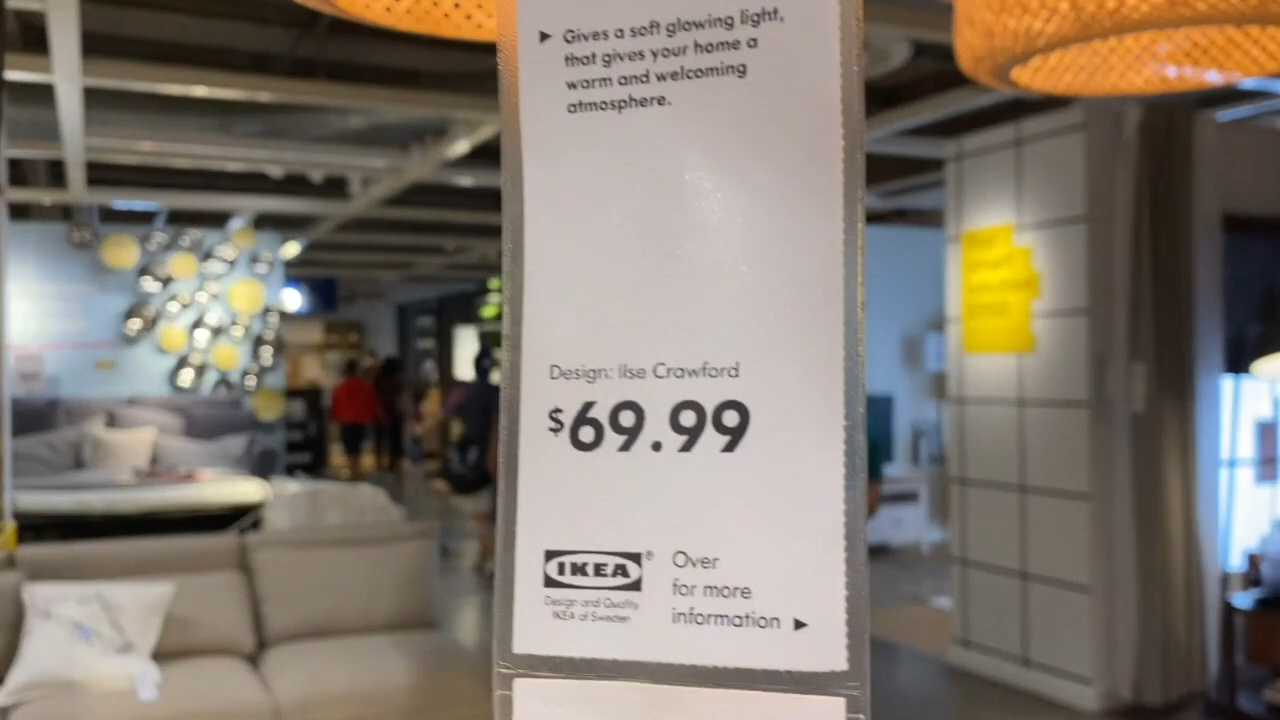 ▶ Gives a soft glowing light,
that gives your home a
warm and welcoming
atmosphere.
Design: Ilse Crawford
$69.99
IKEA®
Design and Quality
IKEA of Sweden
Over
for more
information ▶